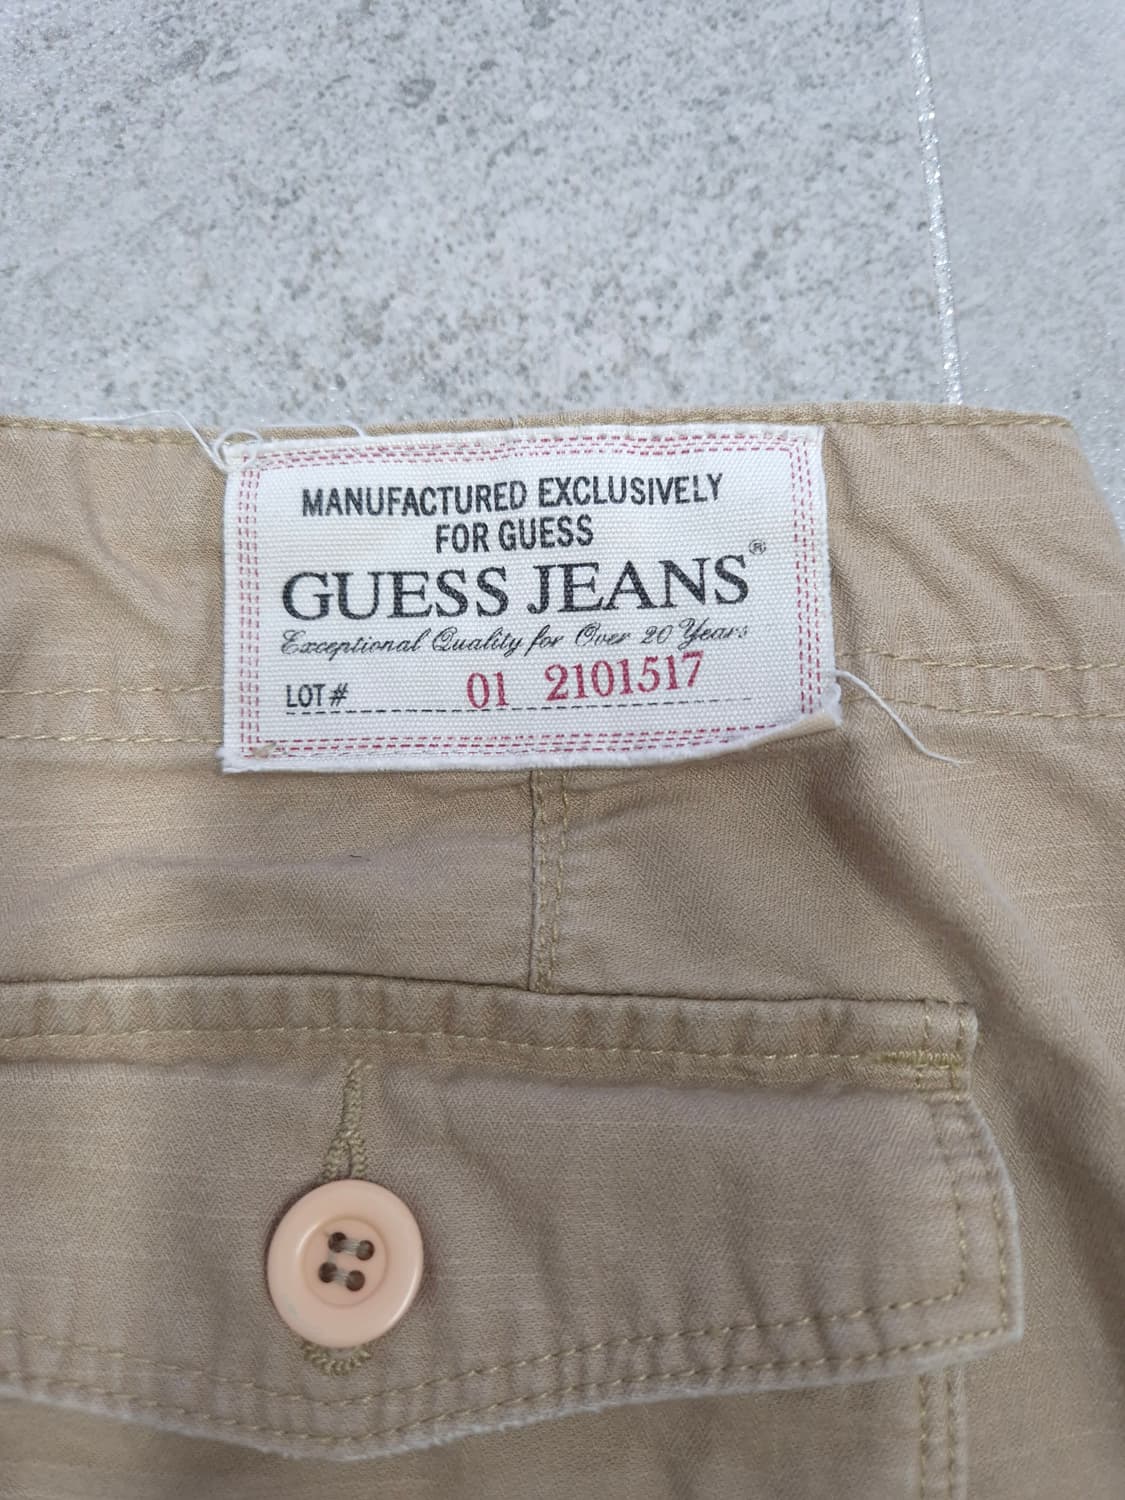 MANUFACTURED EXCLUSIVELY
FOR GUESS
GUESS JEANS®
Exceptional Quality for Over 20 Years
LOT # 01 2101517